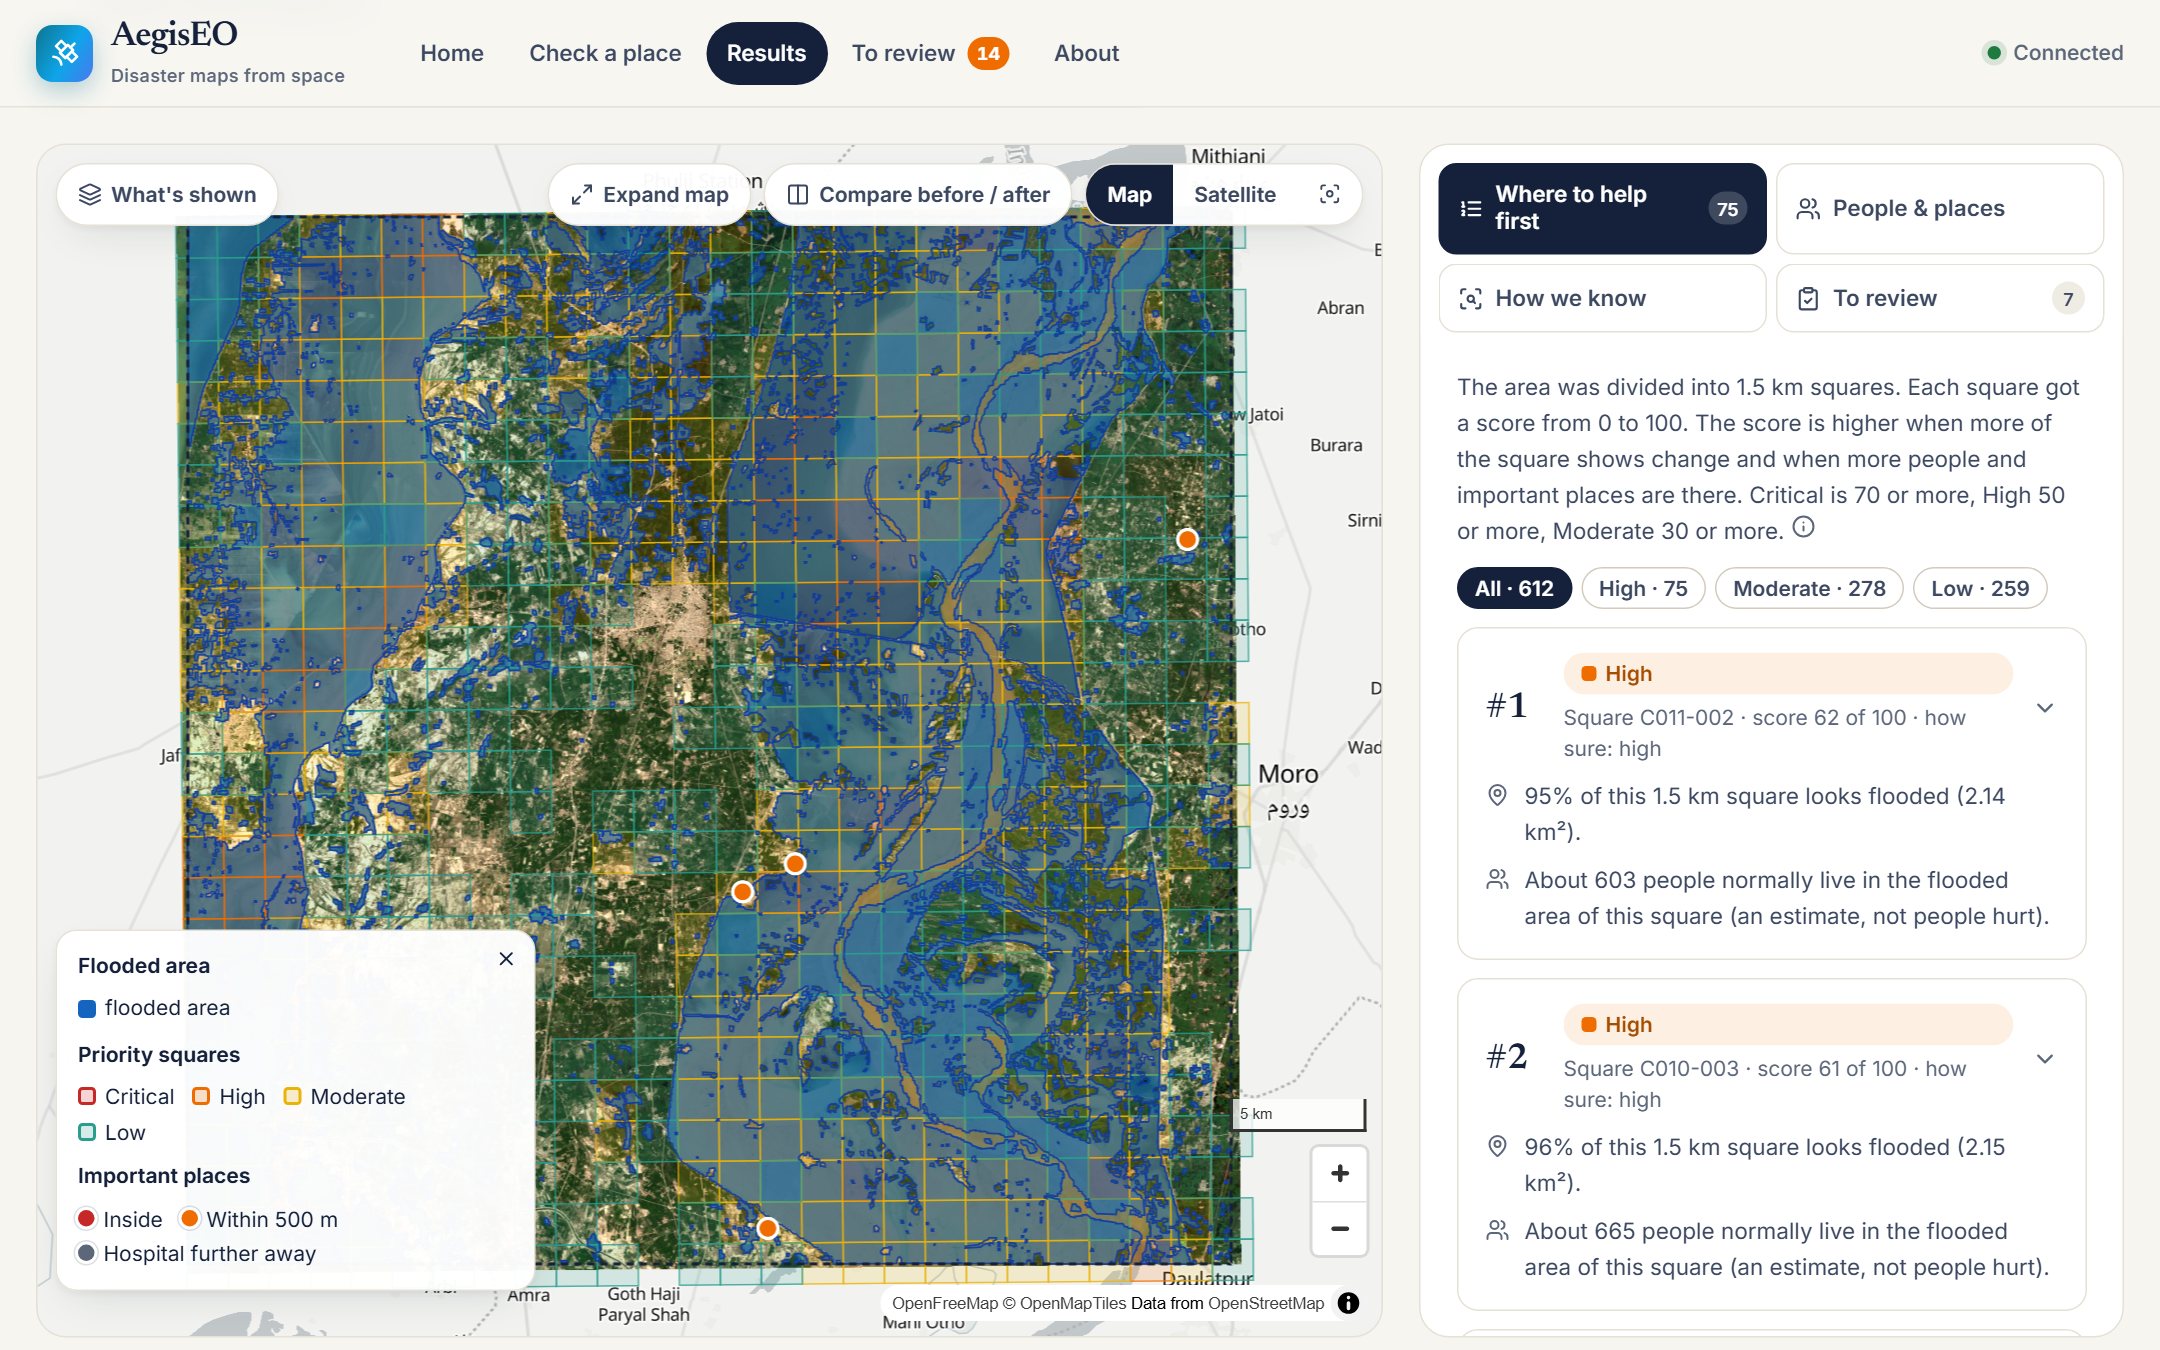 AegisEO
Disaster maps from space
Home
Check a place
Results
To review 14
About
Connected
What's shown
Expand map
Compare before / after
Map
Satellite
Mithiani
Abran
Jatoi
Burara
Sirni
Moro
مورو
Wad
Jaf
5 km
Daulatpur
Amra
Goth Haji
Paryal Shah
Mani Otho
OpenFreeMap © OpenMapTiles Data from OpenStreetMap
Flooded area
flooded area
Priority squares
Critical High Moderate
Low
Important places
Inside Within 500 m
Hospital further away
Where to help
first
75
People & places
How we know
To review 7
The area was divided into 1.5 km squares. Each square got
a score from 0 to 100. The score is higher when more of
the square shows change and when more people and
important places are there. Critical is 70 or more, High 50
or more, Moderate 30 or more.
All · 612
High · 75
Moderate · 278
Low · 259
#1
High
Square C011-002 · score 62 of 100 · how
sure: high
95% of this 1.5 km square looks flooded (2.14
km²).
About 603 people normally live in the flooded
area of this square (an estimate, not people hurt).
#2
High
Square C010-003 · score 61 of 100 · how
sure: high
96% of this 1.5 km square looks flooded (2.15
km²).
About 665 people normally live in the flooded
area of this square (an estimate, not people hurt).